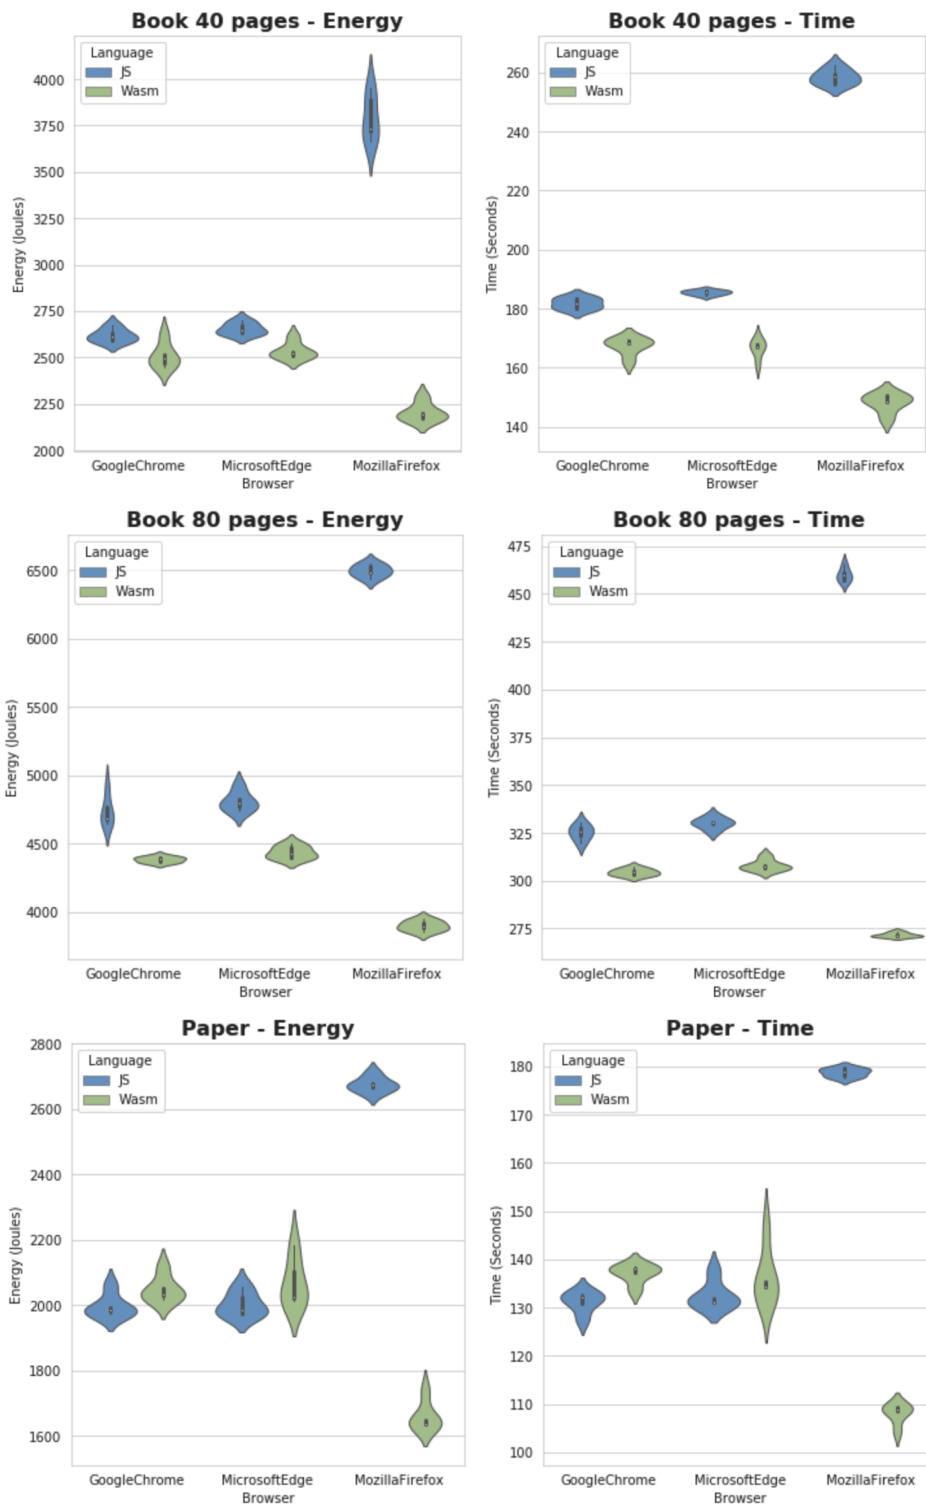 Book 40 pages - Energy
Language
JS
Wasm
4000
3750
3500
3250
3000
2750
2500
2250
2000
Energy (Joules)
GoogleChrome MicrosoftEdge MozillaFirefox
Browser
Book 40 pages - Time
Language
JS
Wasm
260
240
220
200
180
160
140
Time (Seconds)
GoogleChrome MicrosoftEdge MozillaFirefox
Browser
Book 80 pages - Energy
Language
JS
Wasm
6500
6000
5500
5000
4500
4000
Energy (Joules)
GoogleChrome MicrosoftEdge MozillaFirefox
Browser
Book 80 pages - Time
Language
JS
Wasm
475
450
425
400
375
350
325
300
275
Time (Seconds)
GoogleChrome MicrosoftEdge MozillaFirefox
Browser
Paper - Energy
Language
JS
Wasm
2800
2600
2400
2200
2000
1800
1600
Energy (Joules)
GoogleChrome MicrosoftEdge MozillaFirefox
Browser
Paper - Time
Language
JS
Wasm
180
170
160
150
140
130
120
110
100
Time (Seconds)
GoogleChrome MicrosoftEdge MozillaFirefox
Browser